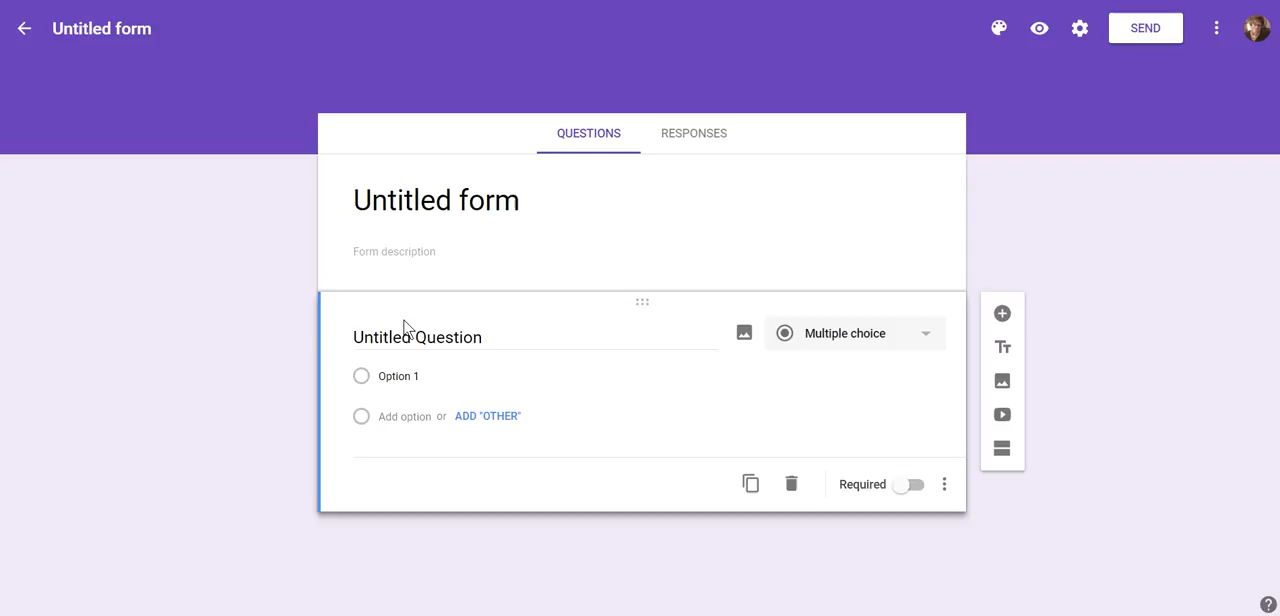 Untitled form
SEND
QUESTIONS RESPONSES
Untitled form
Form description
Untitled Question
Multiple choice
Option 1
Add option or ADD "OTHER"
Required